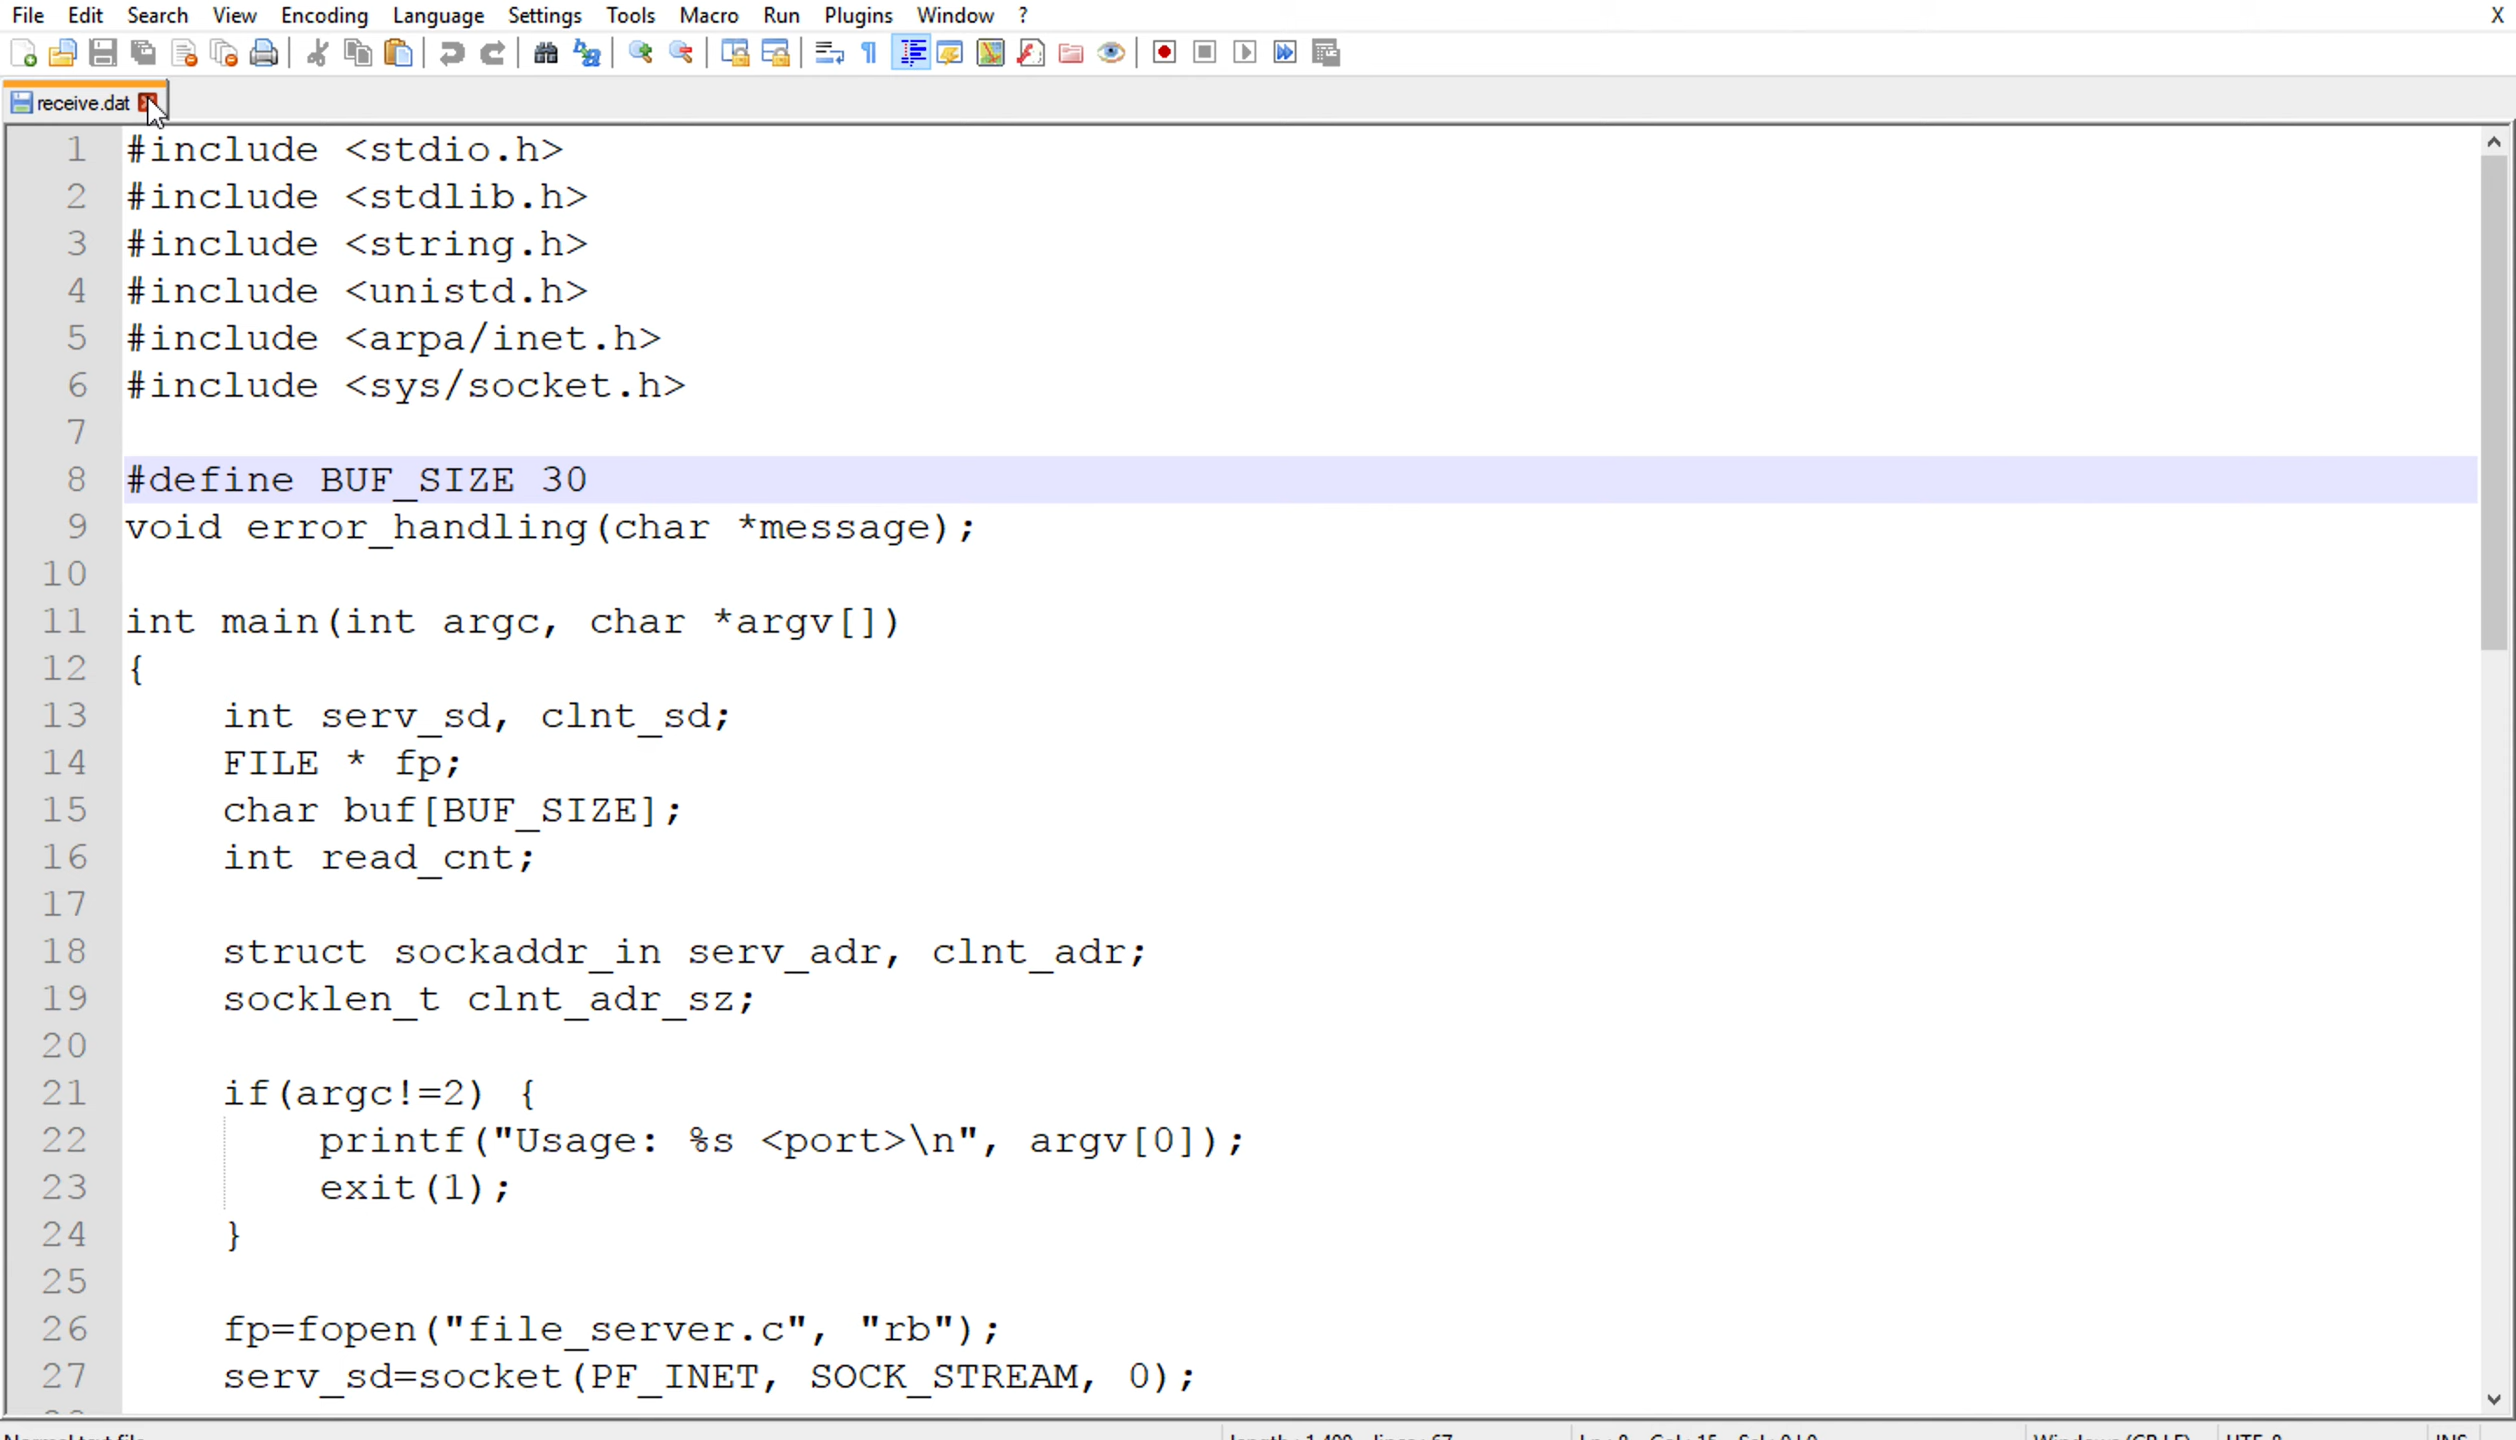 File Edit Search View Encoding Language Settings Tools Macro Run Plugins Window ? X
receive.dat
1 #include <stdio.h>
2 #include <stdlib.h>
3 #include <string.h>
4 #include <unistd.h>
5 #include <arpa/inet.h>
6 #include <sys/socket.h>
7
8 #define BUF_SIZE 30
9 void error_handling(char *message);
10
11 int main(int argc, char *argv[])
12 {
13 int serv_sd, clnt_sd;
14 FILE * fp;
15 char buf[BUF_SIZE];
16 int read_cnt;
17
18 struct sockaddr_in serv_adr, clnt_adr;
19 socklen_t clnt_adr_sz;
20
21 if(argc!=2) {
22 printf("Usage: %s <port>\n", argv[0]);
23 exit(1);
24 }
25
26 fp=fopen("file_server.c", "rb");
27 serv_sd=socket(PF_INET, SOCK_STREAM, 0);